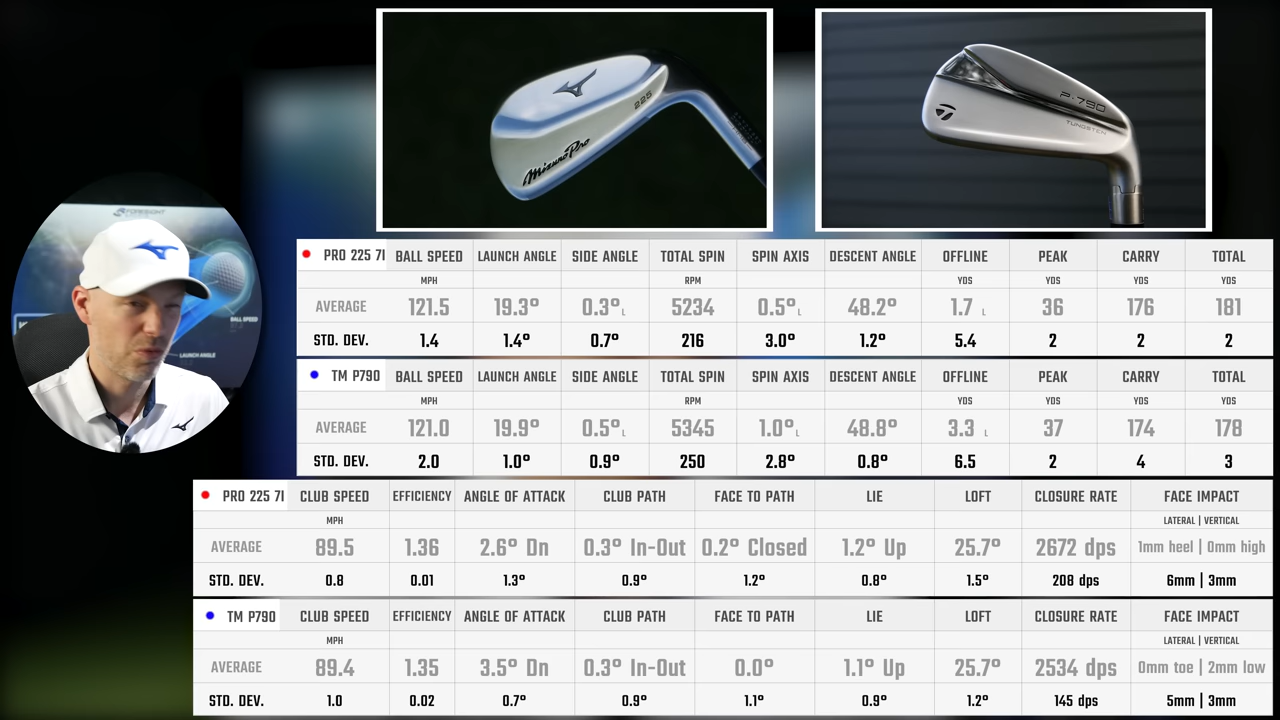 225
Mizuno Pro
P·790
TUNGSTEN
FORESIGHT
BALL SPEED
LAUNCH ANGLE
PRO 225 7I BALL SPEED LAUNCH ANGLE SIDE ANGLE TOTAL SPIN SPIN AXIS DESCENT ANGLE OFFLINE PEAK CARRY TOTAL
MPH RPM YDS YDS YDS YDS
AVERAGE 121.5 19.3° 0.3° L 5234 0.5° L 48.2° 1.7 L 36 176 181
STD. DEV. 1.4 1.4° 0.7° 216 3.0° 1.2° 5.4 2 2 2
TM P790 BALL SPEED LAUNCH ANGLE SIDE ANGLE TOTAL SPIN SPIN AXIS DESCENT ANGLE OFFLINE PEAK CARRY TOTAL
MPH RPM YDS YDS YDS YDS
AVERAGE 121.0 19.9° 0.5° L 5345 1.0° L 48.8° 3.3 L 37 174 178
STD. DEV. 2.0 1.0° 0.9° 250 2.8° 0.8° 6.5 2 4 3
PRO 225 7I CLUB SPEED EFFICIENCY ANGLE OF ATTACK CLUB PATH FACE TO PATH LIE LOFT CLOSURE RATE FACE IMPACT
MPH LATERAL | VERTICAL
AVERAGE 89.5 1.36 2.6° Dn 0.3° In-Out 0.2° Closed 1.2° Up 25.7° 2672 dps 1mm heel | 0mm high
STD. DEV. 0.8 0.01 1.3° 0.9° 1.2° 0.8° 1.5° 208 dps 6mm | 3mm
TM P790 CLUB SPEED EFFICIENCY ANGLE OF ATTACK CLUB PATH FACE TO PATH LIE LOFT CLOSURE RATE FACE IMPACT
MPH LATERAL | VERTICAL
AVERAGE 89.4 1.35 3.5° Dn 0.3° In-Out 0.0° 1.1° Up 25.7° 2534 dps 0mm toe | 2mm low
STD. DEV. 1.0 0.02 0.7° 0.9° 1.1° 0.9° 1.2° 145 dps 5mm | 3mm